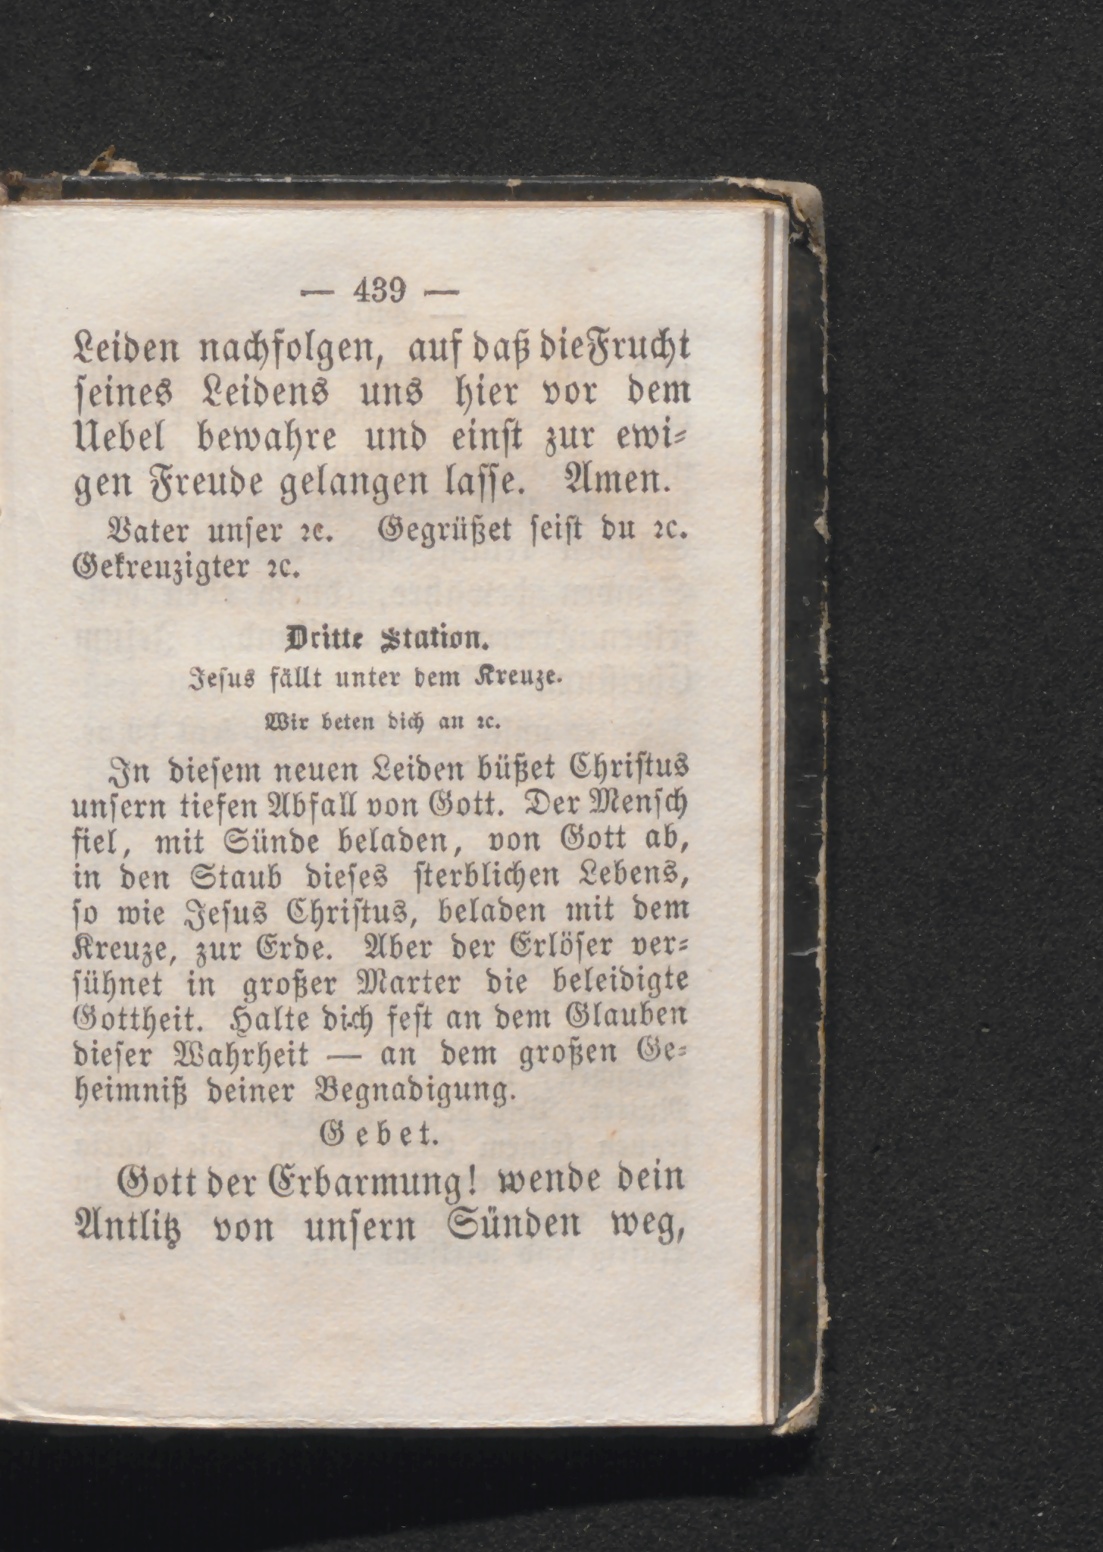 — 439 —
Leiden nachfolgen, auf daß die Frucht
seines Leidens uns hier vor dem
Uebel bewahre und einst zur ewi⸗
gen Freude gelangen lasse. Amen.
Vater unser ꝛc. Gegrüßet seist du ꝛc.
Gekreuzigter ꝛc.
Dritte Station.
Jesus fällt unter dem Kreuze.
Wir beten dich an ꝛc.
In diesem neuen Leiden büßet Christus
unsern tiefen Abfall von Gott. Der Mensch
fiel, mit Sünde beladen, von Gott ab,
in den Staub dieses sterblichen Lebens,
so wie Jesus Christus, beladen mit dem
Kreuze, zur Erde. Aber der Erlöser ver⸗
sühnet in großer Marter die beleidigte
Gottheit. Halte dich fest an dem Glauben
dieser Wahrheit — an dem großen Ge⸗
heimniß deiner Begnadigung.
Gebet.
Gott der Erbarmung! wende dein
Antlitz von unsern Sünden weg,